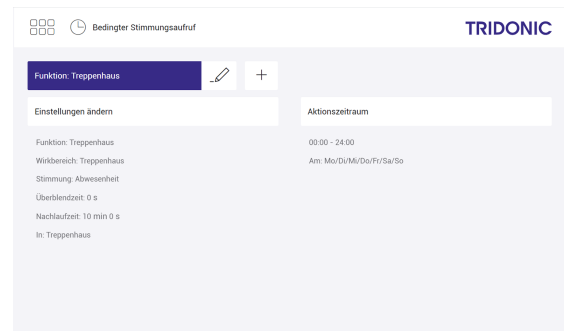 Bedingter Stimmungsaufruf
TRIDONIC
Funktion: Treppenhaus
Einstellungen ändern
Funktion: Treppenhaus
Wirkbereich: Treppenhaus
Stimmung: Abwesenheit
Überblendzeit: 0 s
Nachlaufzeit: 10 min 0 s
In: Treppenhaus
Aktionszeitraum
00:00 - 24:00
Am: Mo/Di/Mi/Do/Fr/Sa/So